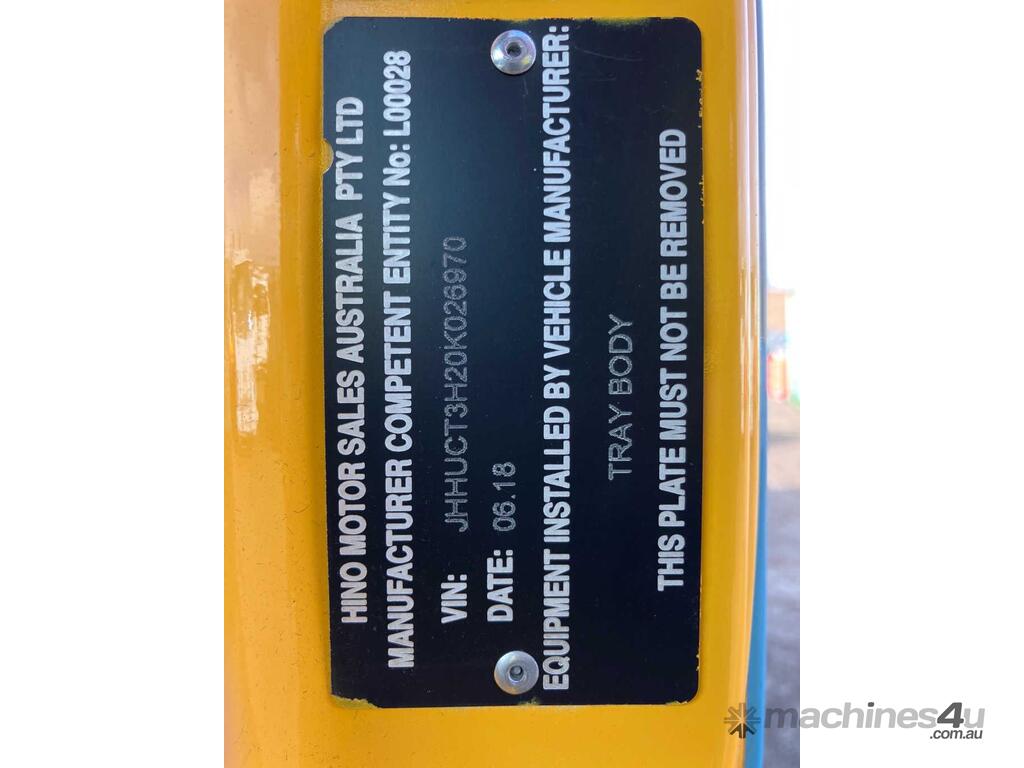 HINO MOTOR SALES AUSTRALIA PTY LTD
MANUFACTURER COMPETENT ENTITY No: L00028
VIN: JHHUCT3H20K026970
DATE: 06.18
EQUIPMENT INSTALLED BY VEHICLE MANUFACTURER:
TRAY BODY
THIS PLATE MUST NOT BE REMOVED
machines4u
.com.au